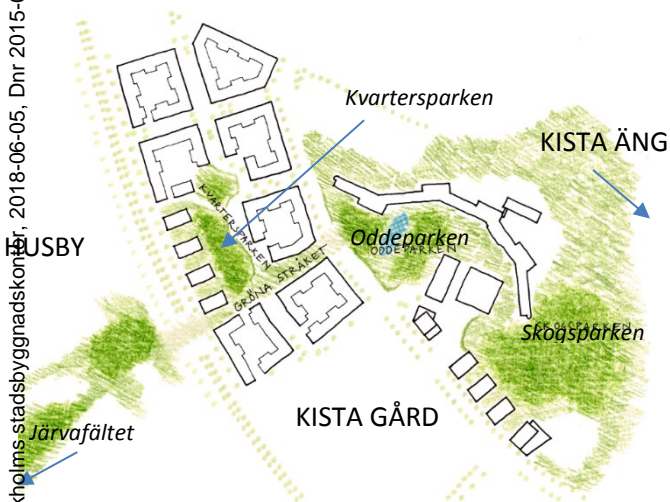 kholms stadsbyggnadskontor, 2018-06-05, Dnr 2015-0
Kvartersparken
KISTA ÄNG
HUSBY
KVARTERSPARKEN
Oddeparken
ODDEPARKEN
GRÖNA STRÅKET
SKOGSPARKEN
Skogsparken
KISTA GÅRD
Järvafältet